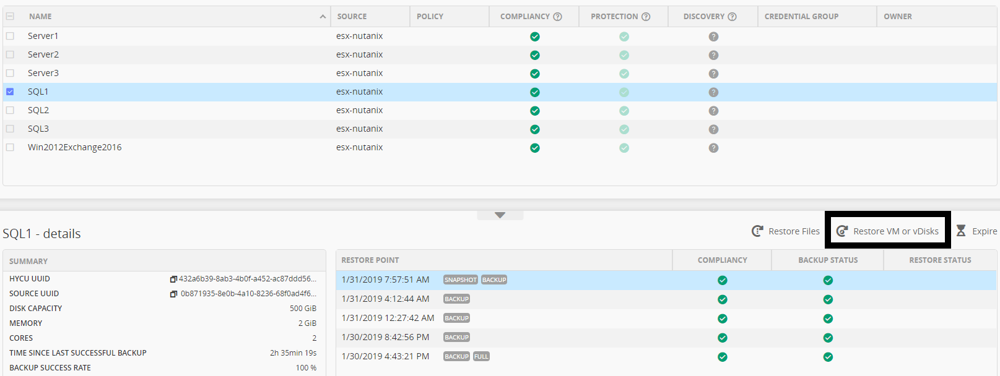 NAME SOURCE POLICY COMPLIANCY ? PROTECTION ? DISCOVERY ? CREDENTIAL GROUP OWNER
Server1 esx-nutanix ?
Server2 esx-nutanix ?
Server3 esx-nutanix ?
SQL1 esx-nutanix ?
SQL2 esx-nutanix ?
SQL3 esx-nutanix ?
Win2012Exchange2016 esx-nutanix ?
SQL1 - details Restore Files Restore VM or vDisks Expire
SUMMARY
HYCU UUID 432a6b39-8ab3-4b0f-a452-ac87ddd56...
SOURCE UUID 0b871935-8e0b-4a10-8236-68f0ad4f6...
DISK CAPACITY 500 GiB
MEMORY 2 GiB
CORES 2
TIME SINCE LAST SUCCESSFUL BACKUP 2h 35min 19s
BACKUP SUCCESS RATE 100 %
RESTORE POINT COMPLIANCY BACKUP STATUS RESTORE STATUS
1/31/2019 7:57:51 AM SNAPSHOT BACKUP
1/31/2019 4:12:44 AM BACKUP
1/31/2019 12:27:42 AM BACKUP
1/30/2019 8:42:56 PM BACKUP
1/30/2019 4:43:21 PM BACKUP FULL